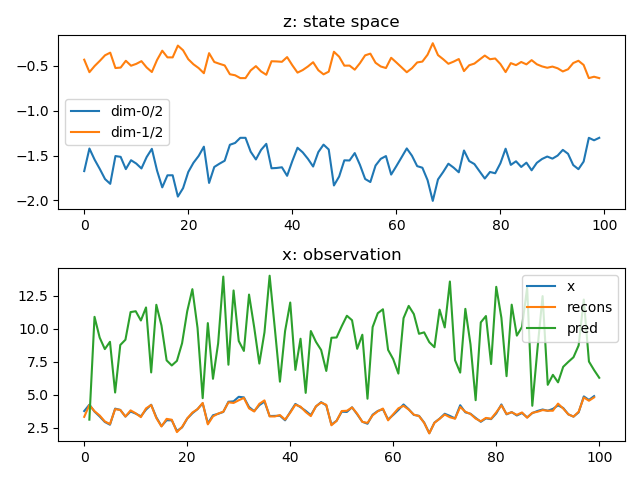 z: state space
−0.5
−1.0
−1.5
−2.0
dim-0/2
dim-1/2
0 20 40 60 80 100
x: observation
12.5
10.0
7.5
5.0
2.5
x
recons
pred
0 20 40 60 80 100